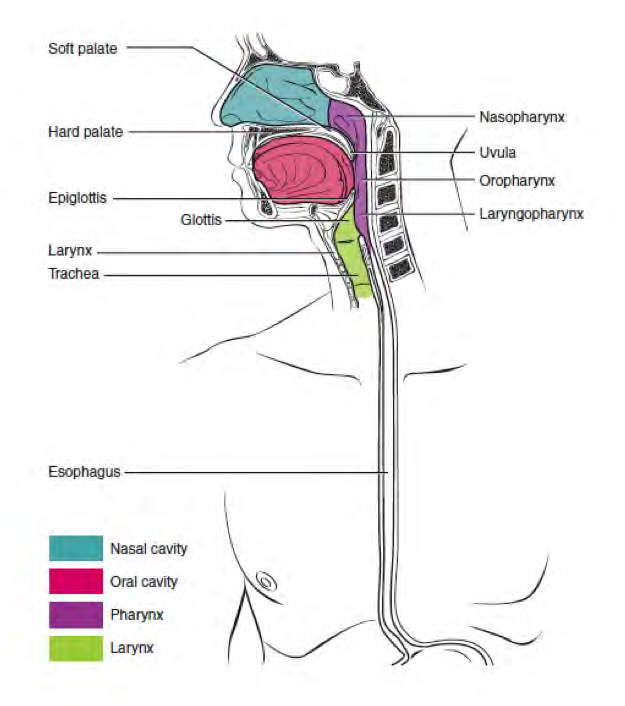 Soft palate
Hard palate
Epiglottis
Glottis
Larynx
Trachea
Nasopharynx
Uvula
Oropharynx
Laryngopharynx
Esophagus
Nasal cavity
Oral cavity
Pharynx
Larynx